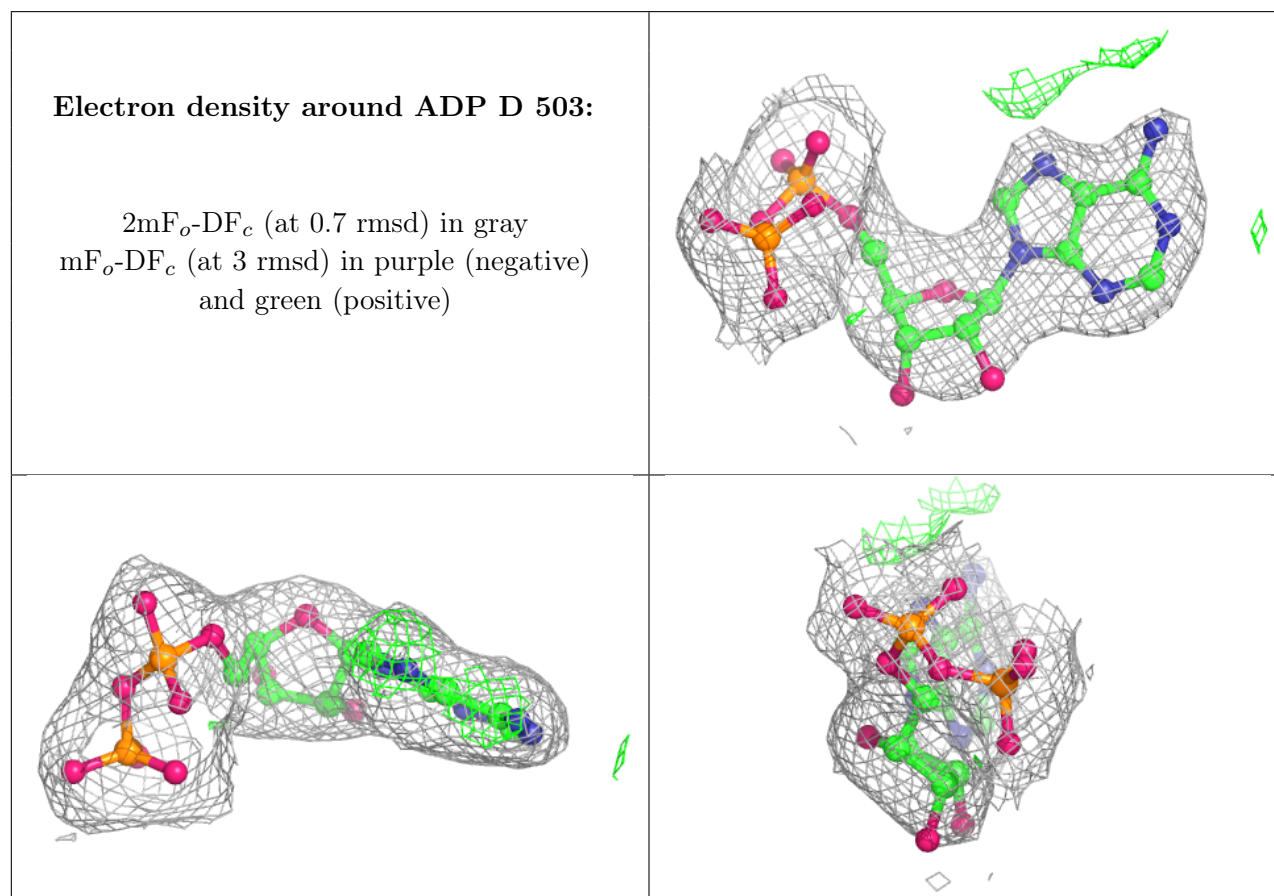 Electron density around ADP D 503:
2mFo-DFc (at 0.7 rmsd) in gray
mFo-DFc (at 3 rmsd) in purple (negative)
and green (positive)